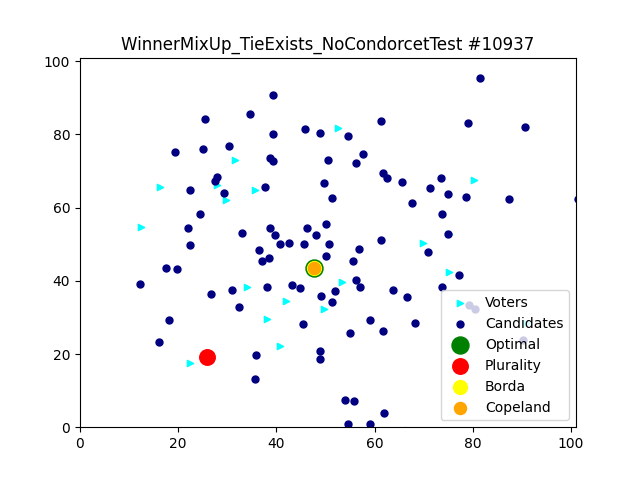 WinnerMixUp_TieExists_NoCondorcetTest #10937
100
80
60
40
20
0
0 20 40 60 80 100
Voters
Candidates
Optimal
Plurality
Borda
Copeland